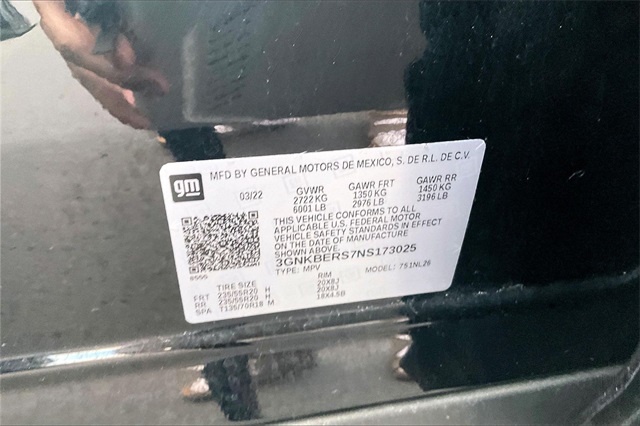 gm
MFD BY GENERAL MOTORS DE MEXICO, S. DE R.L. DE C.V.
03/22 GVWR GAWR FRT GAWR RR
2722 KG 1350 KG 1450 KG
6001 LB 2976 LB 3196 LB
THIS VEHICLE CONFORMS TO ALL
APPLICABLE U.S. FEDERAL MOTOR
VEHICLE SAFETY STANDARDS IN EFFECT
ON THE DATE OF MANUFACTURE
SHOWN ABOVE.
3GNKBERS7NS173025
TYPE: MPV MODEL: 7S1NL26
TIRE SIZE RIM
FRT 235/55R20 H 20X8J
RR 235/55R20 H 20X8J
SPA T135/70R18 M 18X4.5B